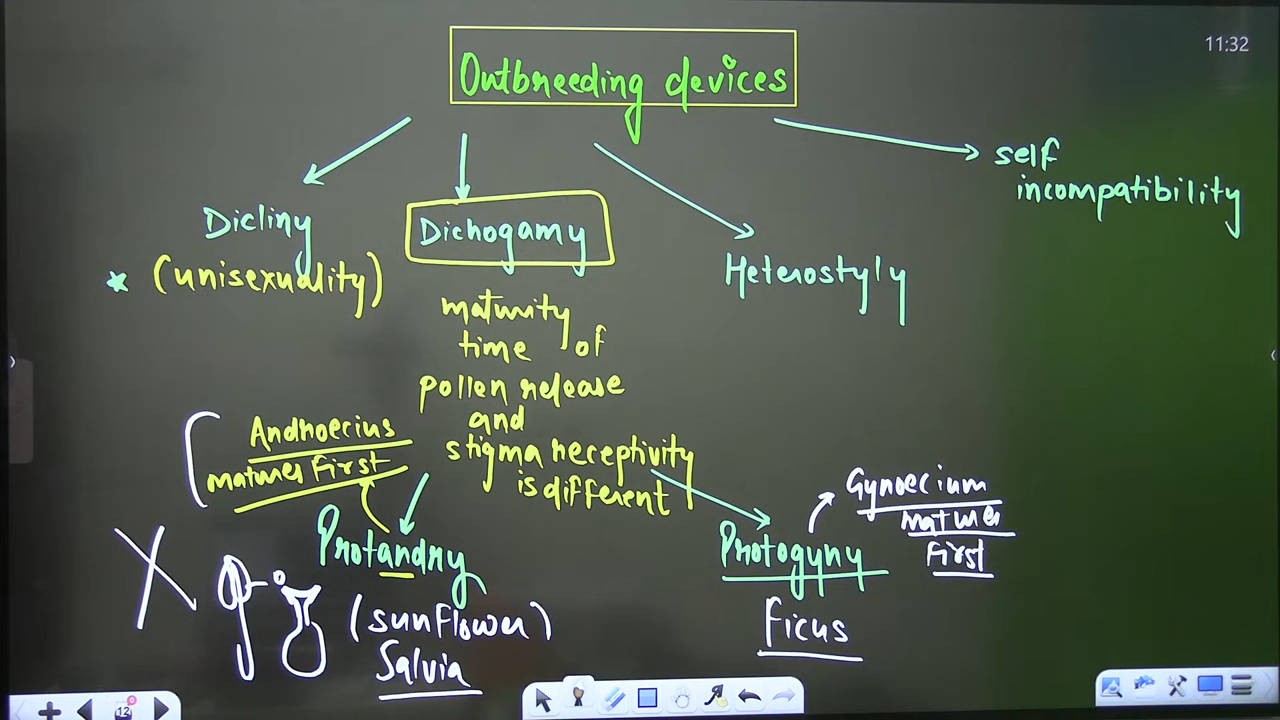 11:32
Outbreeding devices
self
incompatibility
Dicliny
(unisexuality)
Dichogamy
Heterostyly
maturity
time of
pollen release
and
stigma receptivity
is different
Androecius
matures first
Protandry
(sunflower)
Salvia
Gynoecium
matures
first
Protogyny
ficus
12